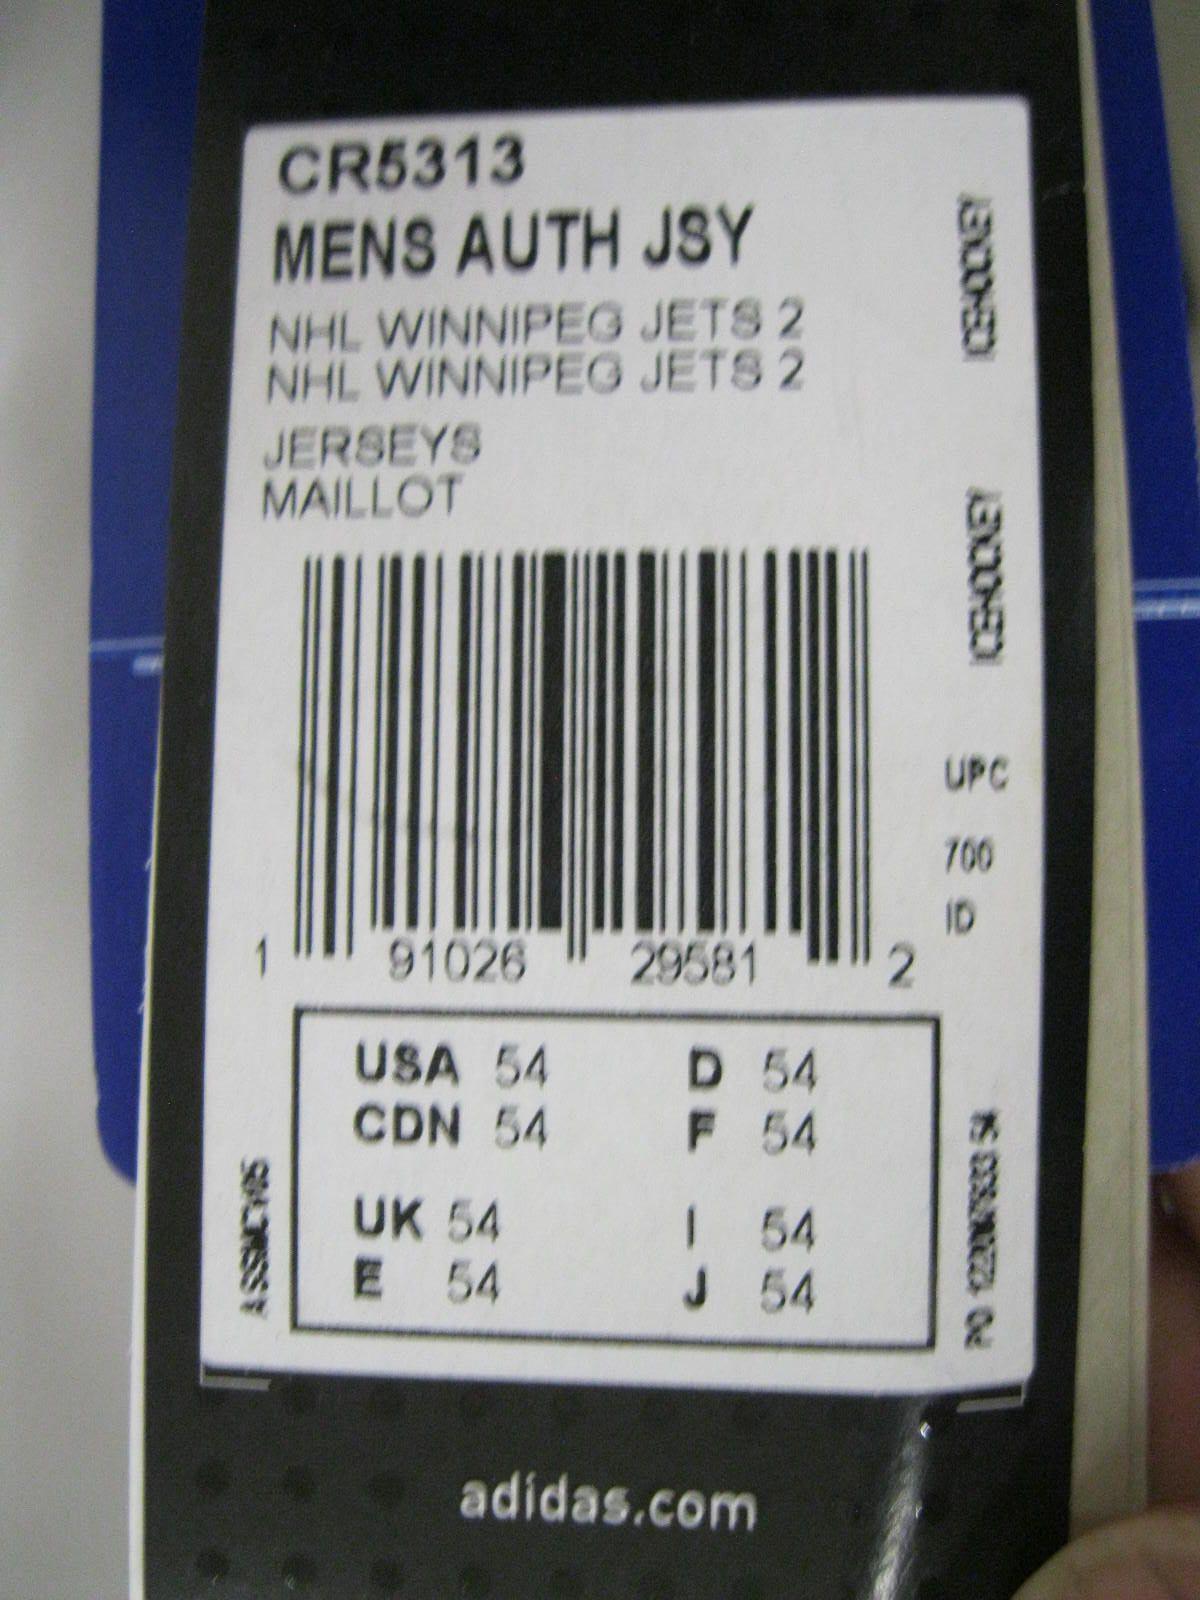 CR5313
MENS AUTH JSY
NHL WINNIPEG JETS 2
NHL WINNIPEG JETS 2
JERSEYS
MAILLOT
ICEHOCKEY
ICEHOCKEY
UPC
700
ID
1 91026 29581 2
USA 54 D 54
CDN 54 F 54
UK 54 I 54
E 54 J 54
PO
adidas.com